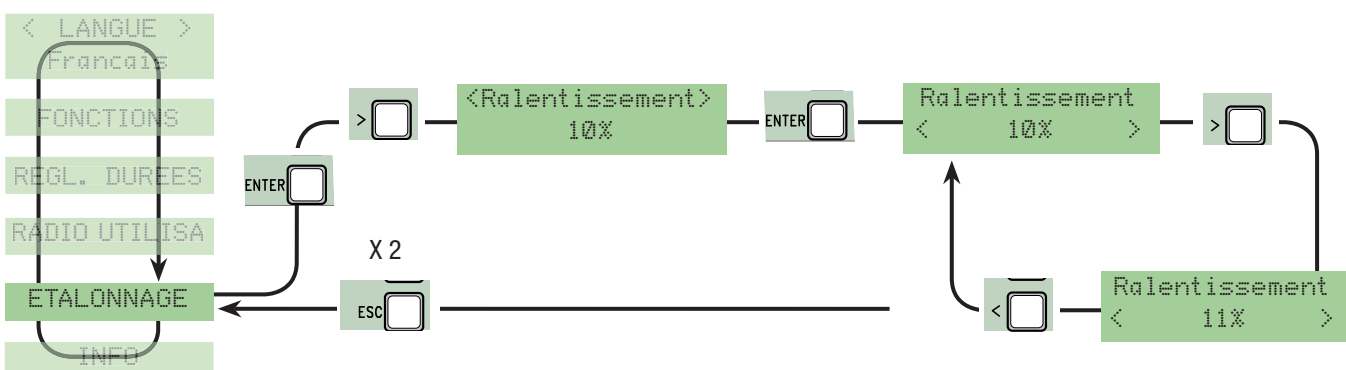 < LANGUE >
Francais
FONCTIONS
REGL. DUREES
RADIO UTILISA
ETALONNAGE
INFO
ENTER
>
<Ralentissement>
10%
ENTER
Ralentissement
< 10% >
>
Ralentissement
< 11% >
<
X 2
ESC